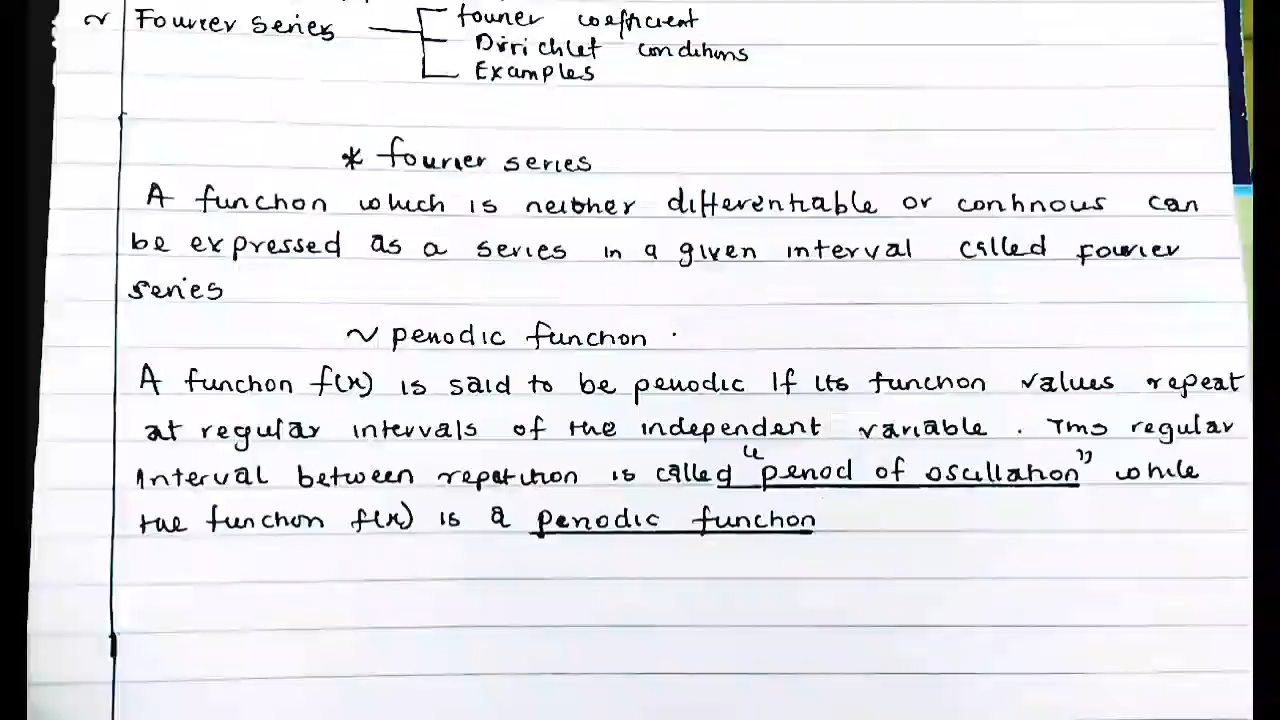 ~ Fourier series
fourier coefficient
Dirichlet conditions
Examples
* fourier series
A function which is neither differentiable or continous can
be expressed as a series in a given interval called Fourier
series
~ periodic function .
A function f(x) is said to be periodic If its function values repeat
at regular intervals of the independent variable . This regular
Interval between repetition is called "period of oscillation" while
the function f(x) is a periodic function